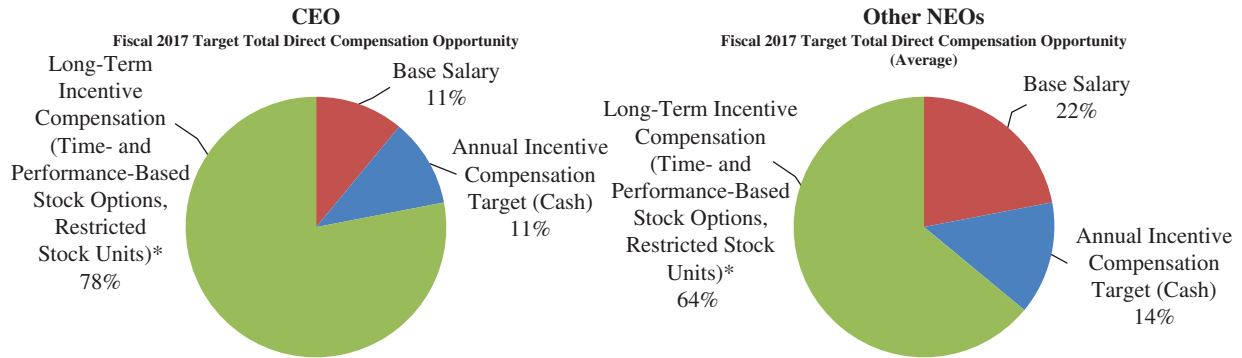 CEO
Fiscal 2017 Target Total Direct Compensation Opportunity
Long-Term
Incentive
Compensation
(Time- and
Performance-Based
Stock Options,
Restricted
Stock Units)*
78%
Base Salary
11%
Annual Incentive
Compensation
Target (Cash)
11%
Other NEOs
Fiscal 2017 Target Total Direct Compensation Opportunity
(Average)
Long-Term Incentive
Compensation
(Time- and
Performance-Based
Stock Options,
Restricted Stock
Units)*
64%
Base Salary
22%
Annual Incentive
Compensation
Target (Cash)
14%